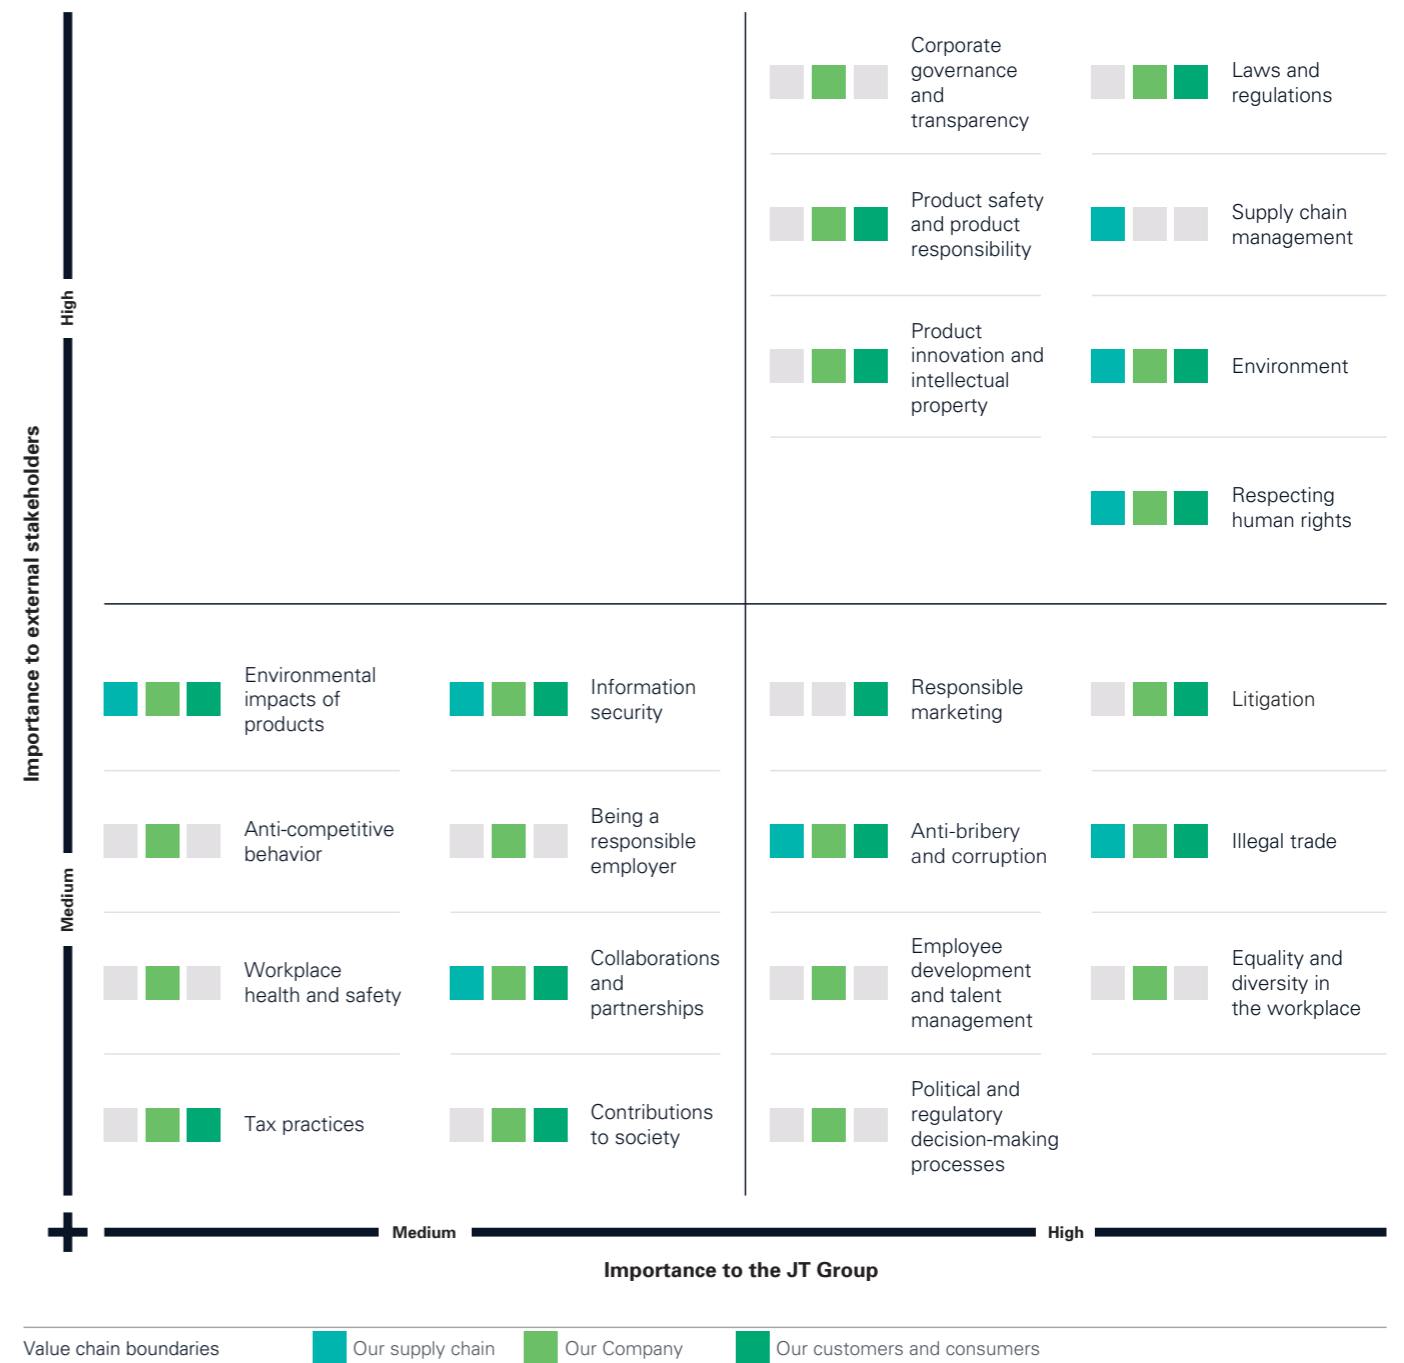 Importance to external stakeholders
High
Medium
Corporate
governance
and
transparency
Laws and
regulations
Product safety
and product
responsibility
Supply chain
management
Product
innovation and
intellectual
property
Environment
Respecting
human rights
Environmental
impacts of
products
Information
security
Responsible
marketing
Litigation
Anti-competitive
behavior
Being a
responsible
employer
Anti-bribery
and corruption
Illegal trade
Workplace
health and safety
Collaborations
and
partnerships
Employee
development
and talent
management
Equality and
diversity in
the workplace
Tax practices
Contributions
to society
Political and
regulatory
decision-making
processes
Medium
High
Importance to the JT Group
Value chain boundaries
Our supply chain
Our Company
Our customers and consumers